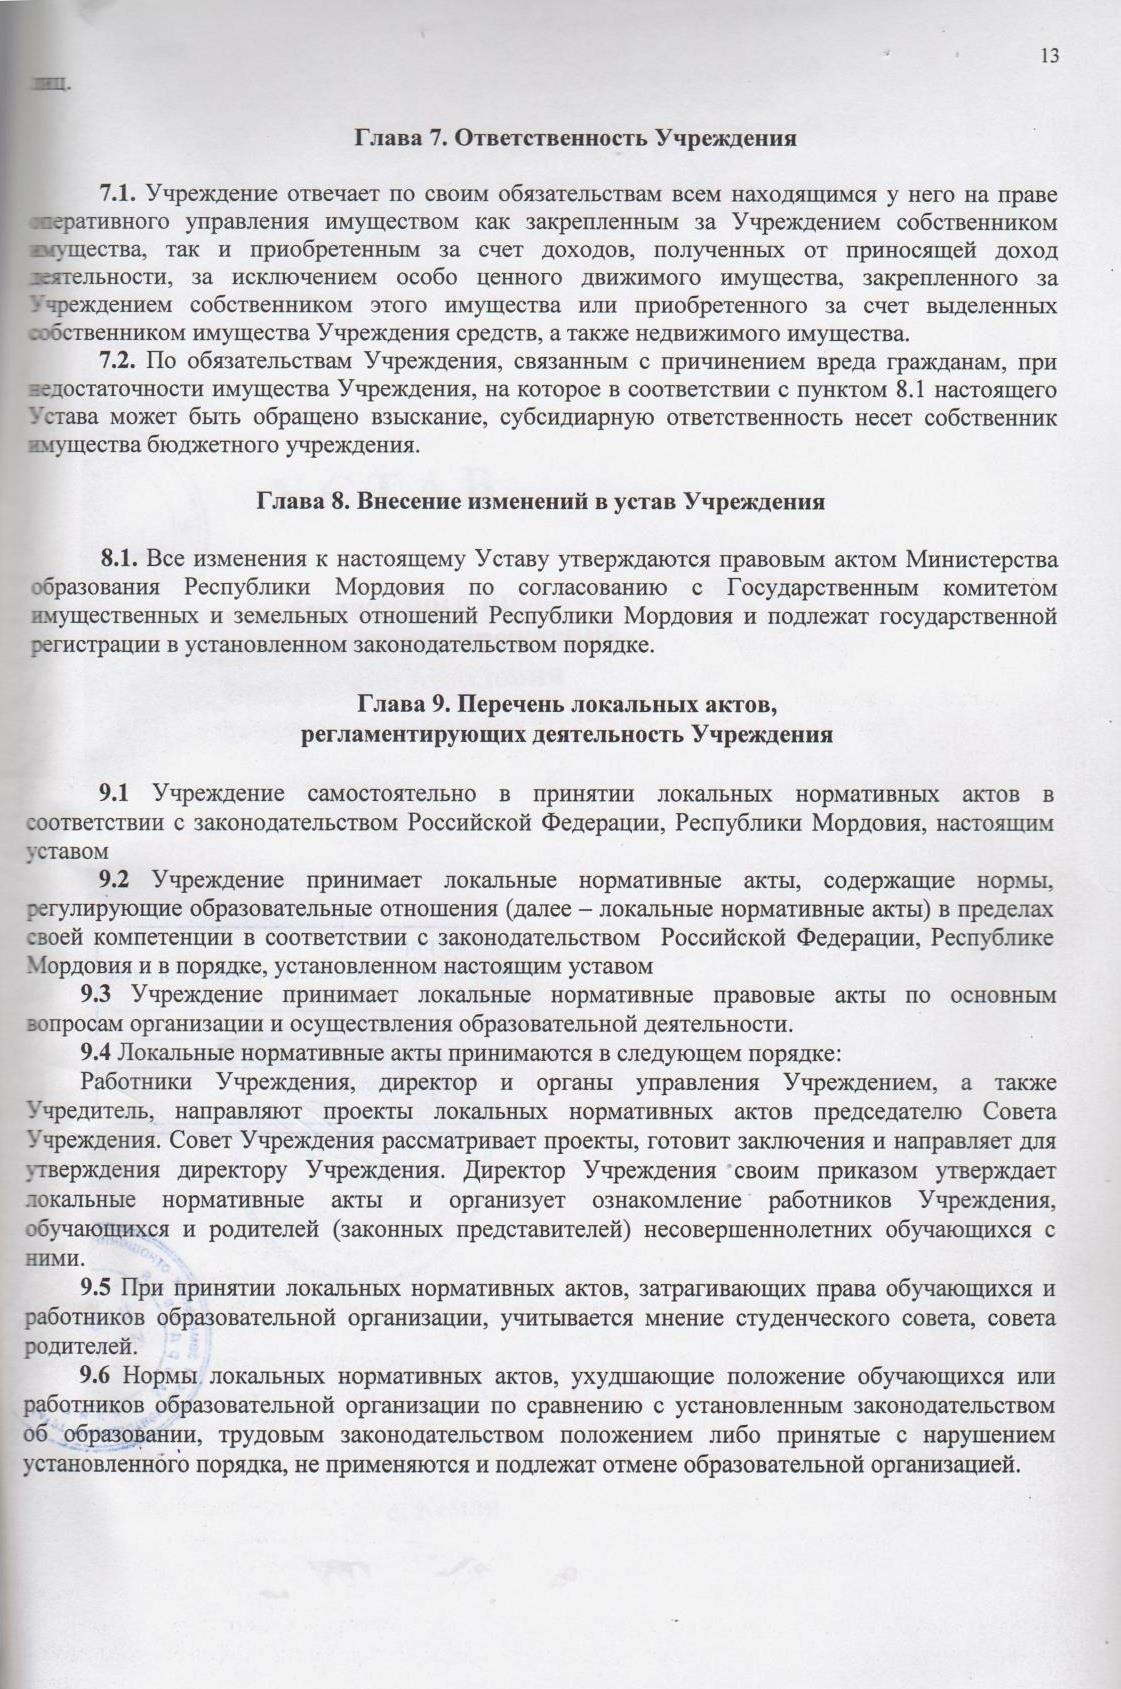 13
лиц.
Глава 7. Ответственность Учреждения
7.1. Учреждение отвечает по своим обязательствам всем находящимся у него на праве
оперативного управления имуществом как закрепленным за Учреждением собственником
имущества, так и приобретенным за счет доходов, полученных от приносящей доход
деятельности, за исключением особо ценного движимого имущества, закрепленного за
Учреждением собственником этого имущества или приобретенного за счет выделенных
собственником имущества Учреждения средств, а также недвижимого имущества.
7.2. По обязательствам Учреждения, связанным с причинением вреда гражданам, при
недостаточности имущества Учреждения, на которое в соответствии с пунктом 8.1 настоящего
Устава может быть обращено взыскание, субсидиарную ответственность несет собственник
имущества бюджетного учреждения.
Глава 8. Внесение изменений в устав Учреждения
8.1. Все изменения к настоящему Уставу утверждаются правовым актом Министерства
образования Республики Мордовия по согласованию с Государственным комитетом
имущественных и земельных отношений Республики Мордовия и подлежат государственной
регистрации в установленном законодательством порядке.
Глава 9. Перечень локальных актов,
регламентирующих деятельность Учреждения
9.1 Учреждение самостоятельно в принятии локальных нормативных актов в
соответствии с законодательством Российской Федерации, Республики Мордовия, настоящим
уставом
9.2 Учреждение принимает локальные нормативные акты, содержащие нормы,
регулирующие образовательные отношения (далее – локальные нормативные акты) в пределах
своей компетенции в соответствии с законодательством Российской Федерации, Республике
Мордовия и в порядке, установленном настоящим уставом
9.3 Учреждение принимает локальные нормативные правовые акты по основным
вопросам организации и осуществления образовательной деятельности.
9.4 Локальные нормативные акты принимаются в следующем порядке:
Работники Учреждения, директор и органы управления Учреждением, а также
Учредитель, направляют проекты локальных нормативных актов председателю Совета
Учреждения. Совет Учреждения рассматривает проекты, готовит заключения и направляет для
утверждения директору Учреждения. Директор Учреждения своим приказом утверждает
локальные нормативные акты и организует ознакомление работников Учреждения,
обучающихся и родителей (законных представителей) несовершеннолетних обучающихся с
ними.
9.5 При принятии локальных нормативных актов, затрагивающих права обучающихся и
работников образовательной организации, учитывается мнение студенческого совета, совета
родителей.
9.6 Нормы локальных нормативных актов, ухудшающие положение обучающихся или
работников образовательной организации по сравнению с установленным законодательством
об образовании, трудовым законодательством положением либо принятые с нарушением
установленного порядка, не применяются и подлежат отмене образовательной организацией.